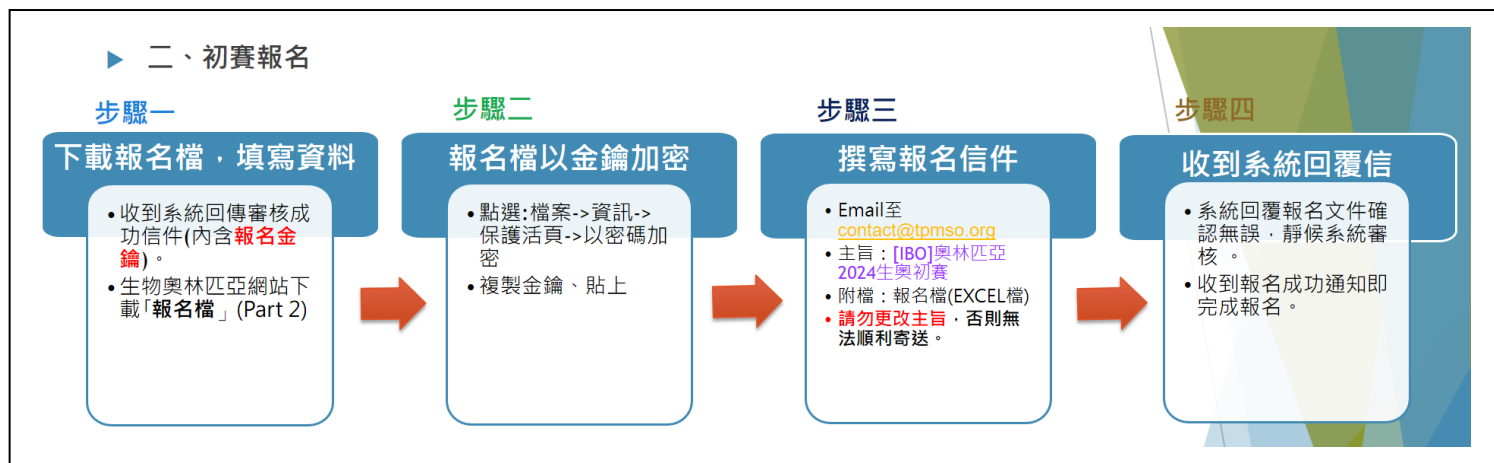 二、初賽報名
步驟一
下載報名檔，填寫資料
•收到系統回傳審核成
功信件(內含報名金
鑰)。
•生物奧林匹亞網站下
載「報名檔」(Part 2)
步驟二
報名檔以金鑰加密
•點選:檔案->資訊->
保護活頁->以密碼加
密
•複製金鑰、貼上
步驟三
撰寫報名信件
• Email至
contact@tpmso.org
• 主旨：[IBO]奧林匹亞
2024生奧初賽
• 附檔：報名檔(EXCEL檔)
• 請勿更改主旨，否則無
法順利寄送。
步驟四
收到系統回覆信
•系統回覆報名文件確
認無誤，靜候系統審
核 。
•收到報名成功通知即
完成報名。